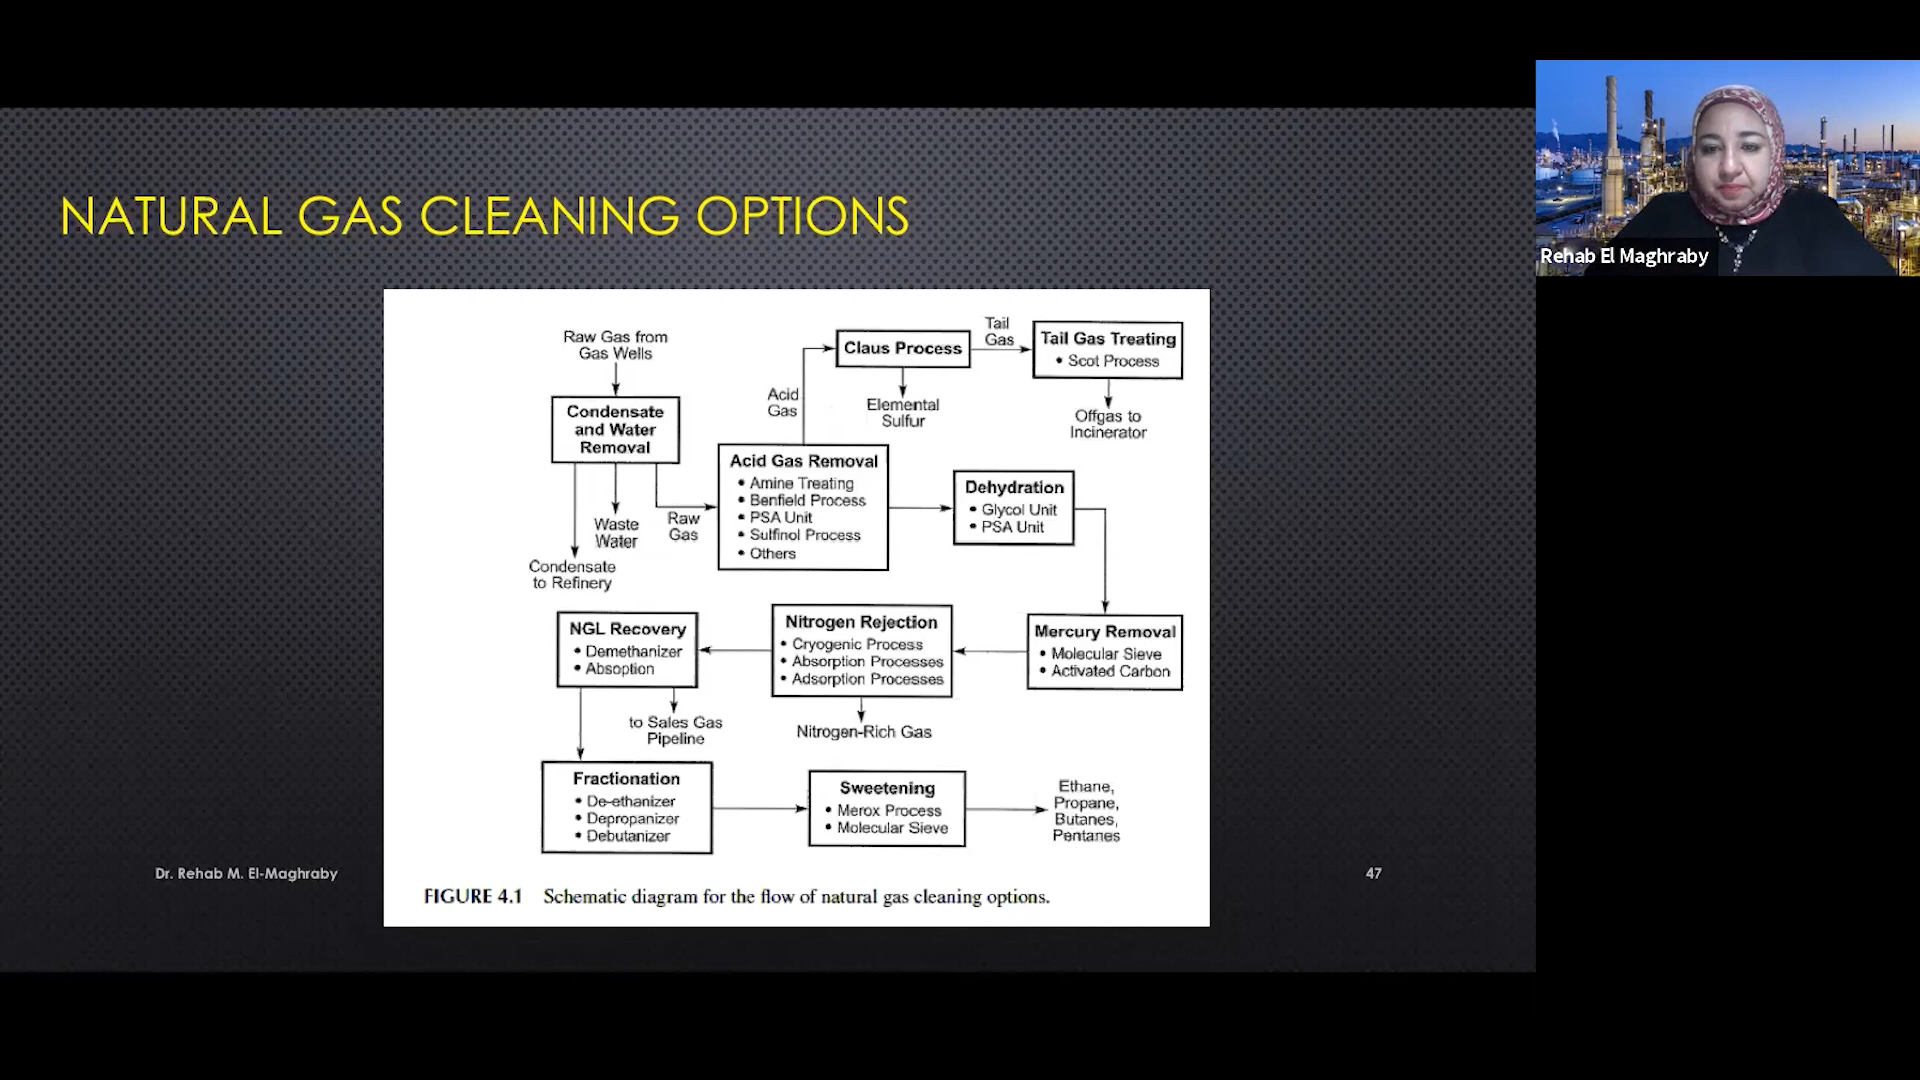 NATURAL GAS CLEANING OPTIONS
Rehab El Maghraby
Raw Gas from
Gas Wells
Condensate
and Water
Removal
Waste
Water
Condensate
to Refinery
Raw
Gas
Acid Gas Removal
• Amine Treating
• Benfield Process
• PSA Unit
• Sulfinol Process
• Others
Acid
Gas
Claus Process
Elemental
Sulfur
Tail
Gas
Tail Gas Treating
• Scot Process
Offgas to
Incinerator
Dehydration
• Glycol Unit
• PSA Unit
Mercury Removal
• Molecular Sieve
• Activated Carbon
Nitrogen Rejection
• Cryogenic Process
• Absorption Processes
• Adsorption Processes
Nitrogen-Rich Gas
NGL Recovery
• Demethanizer
• Absoption
to Sales Gas
Pipeline
Fractionation
• De-ethanizer
• Depropanizer
• Debutanizer
Sweetening
• Merox Process
• Molecular Sieve
Ethane,
Propane,
Butanes,
Pentanes
FIGURE 4.1 Schematic diagram for the flow of natural gas cleaning options.
Dr. Rehab M. El-Maghraby
47